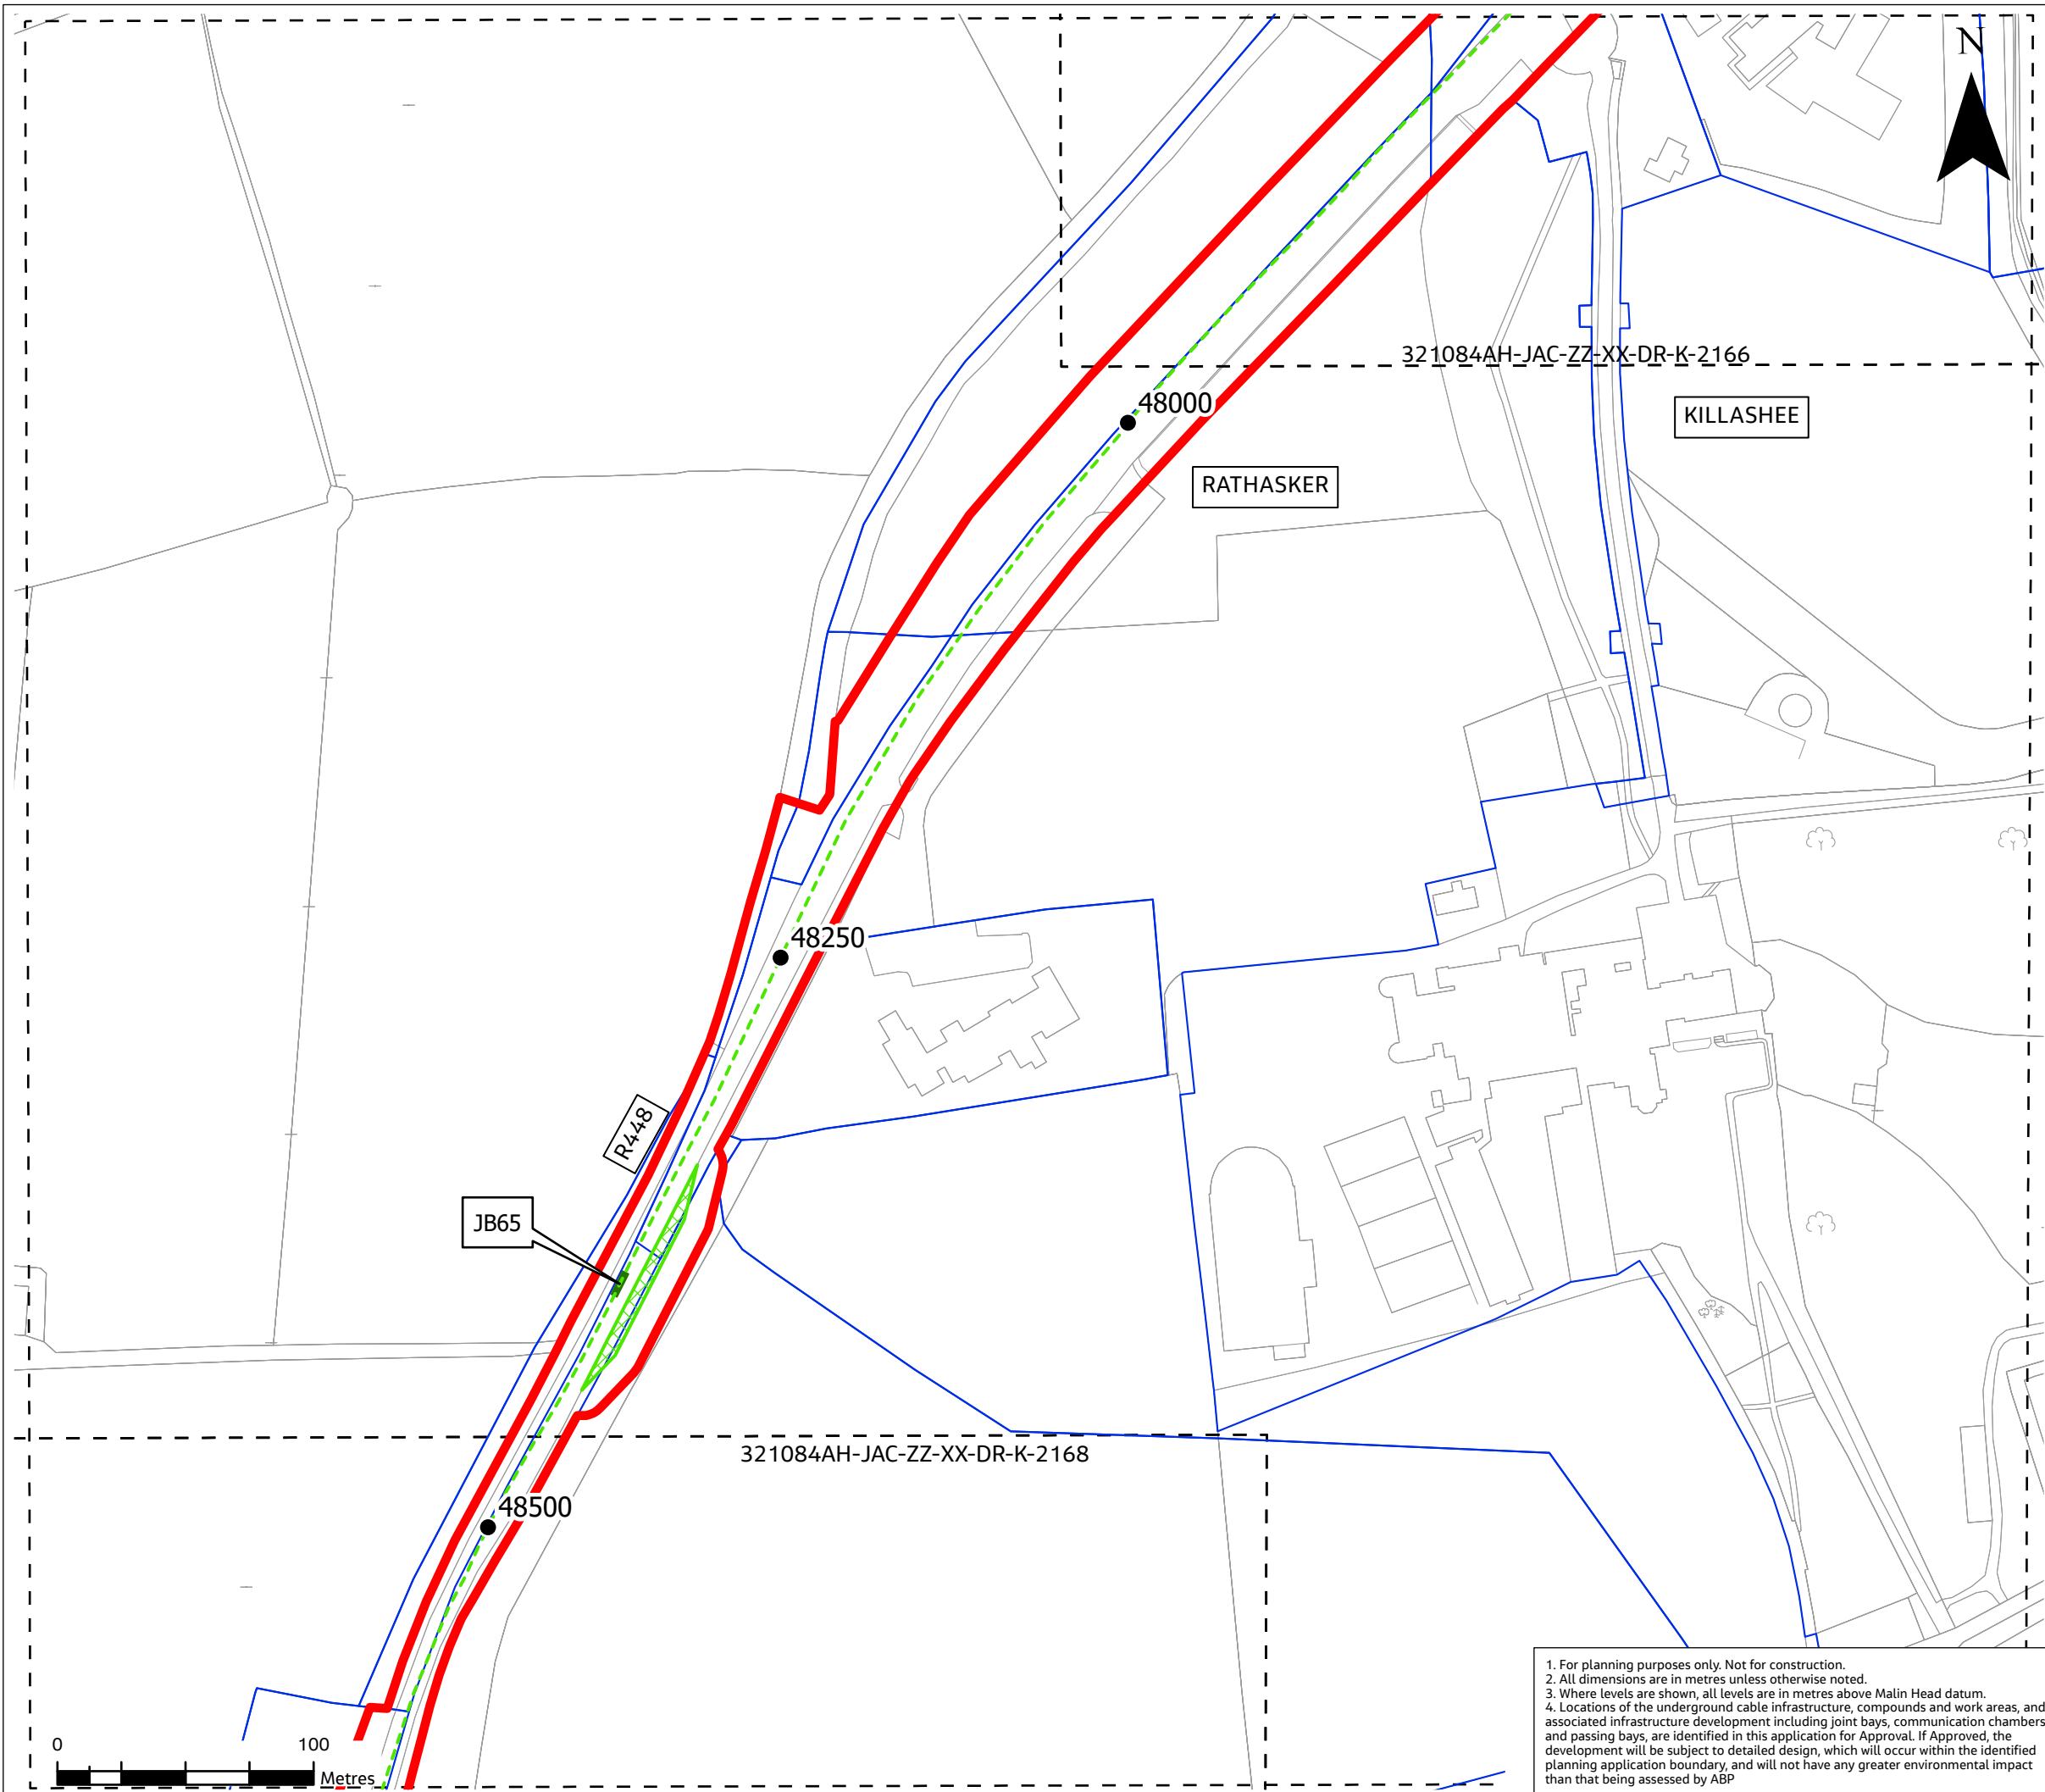 N
321084AH-JAC-ZZ-XX-DR-K-2166
48000
KILLASHEE
RATHASKER
48250
R448
JB65
321084AH-JAC-ZZ-XX-DR-K-2168
48500
0 100
Metres
1. For planning purposes only. Not for construction.
2. All dimensions are in metres unless otherwise noted.
3. Where levels are shown, all levels are in metres above Malin Head datum.
4. Locations of the underground cable infrastructure, compounds and work areas, and
associated infrastructure development including joint bays, communication chambers
and passing bays, are identified in this application for Approval. If Approved, the
development will be subject to detailed design, which will occur within the identified
planning application boundary, and will not have any greater environmental impact
than that being assessed by ABP